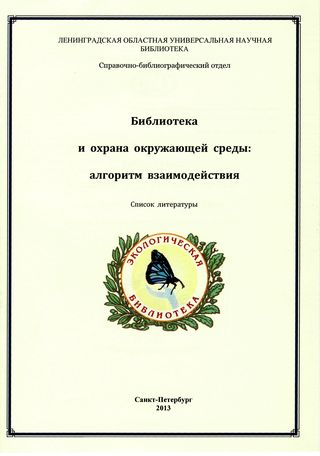 ЛЕНИНГРАДСКАЯ ОБЛАСТНАЯ УНИВЕРСАЛЬНАЯ НАУЧНАЯ
БИБЛИОТЕКА
Справочно-библиографический отдел
Библиотека
и охрана окружающей среды:
алгоритм взаимодействия
Список литературы
ЭКОЛОГИЧЕСКАЯ
БИБЛИОТЕКА
Санкт-Петербург
2013